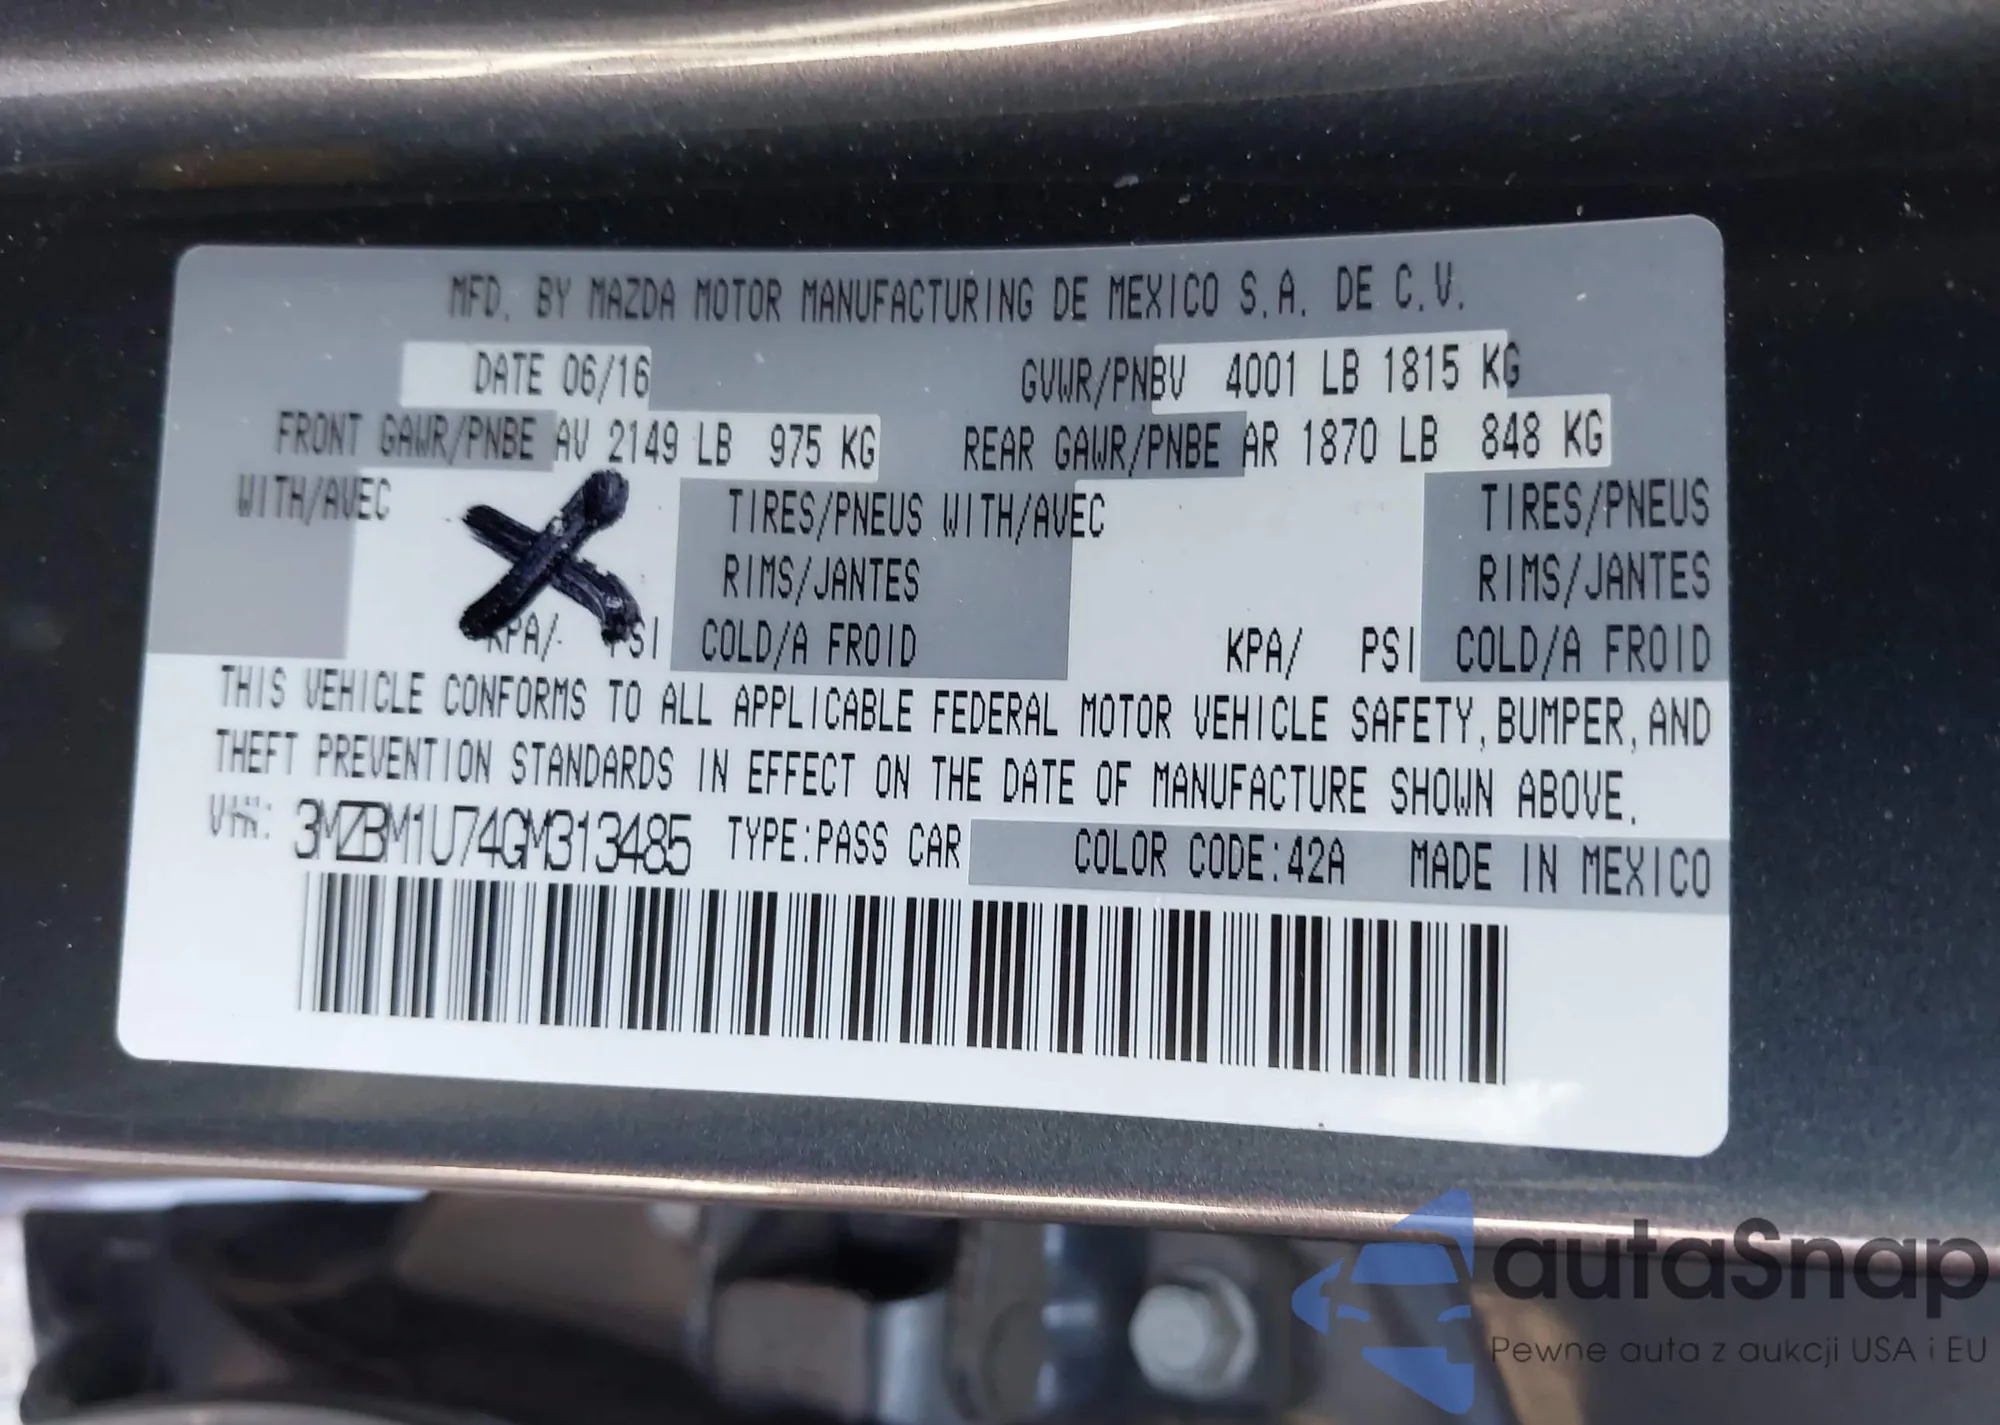 MFD. BY MAZDA MOTOR MANUFACTURING DE MEXICO S.A. DE C.V.
DATE 06/16 GVWR/PNBV 4001 LB 1815 KG
FRONT GAWR/PNBE AV 2149 LB 975 KG REAR GAWR/PNBE AR 1870 LB 848 KG
WITH/AVEC TIRES/PNEUS WITH/AVEC TIRES/PNEUS
RIMS/JANTES RIMS/JANTES
KPA/ PSI COLD/A FROID KPA/ PSI COLD/A FROID
THIS VEHICLE CONFORMS TO ALL APPLICABLE FEDERAL MOTOR VEHICLE SAFETY, BUMPER, AND
THEFT PREVENTION STANDARDS IN EFFECT ON THE DATE OF MANUFACTURE SHOWN ABOVE.
VIN: 3MZBM1U74GM313485 TYPE:PASS CAR COLOR CODE:42A MADE IN MEXICO
autaSnap
Pewne auta z aukcji USA i EU